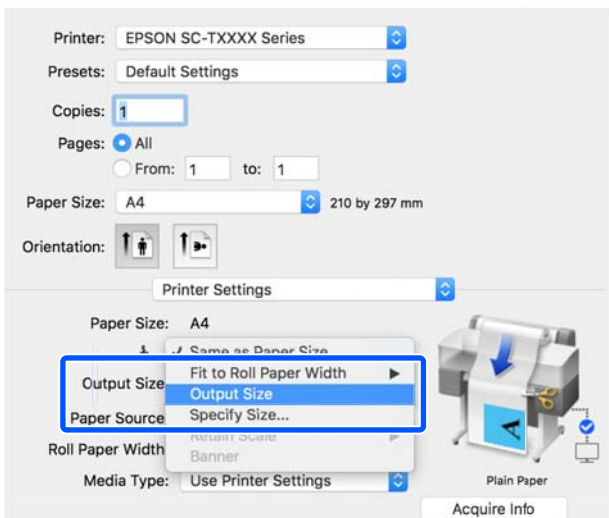 Printer: EPSON SC-TXXXX Series
Presets: Default Settings
Copies: 1
Pages: All
From: 1 to: 1
Paper Size: A4 210 by 297 mm
Orientation:
Printer Settings
Paper Size: A4
Same as Paper Size
Fit to Roll Paper Width
Output Size Output Size
Paper Source Specify Size...
Retain Scale
Roll Paper Width Banner
Media Type: Use Printer Settings Plain Paper
Acquire Info